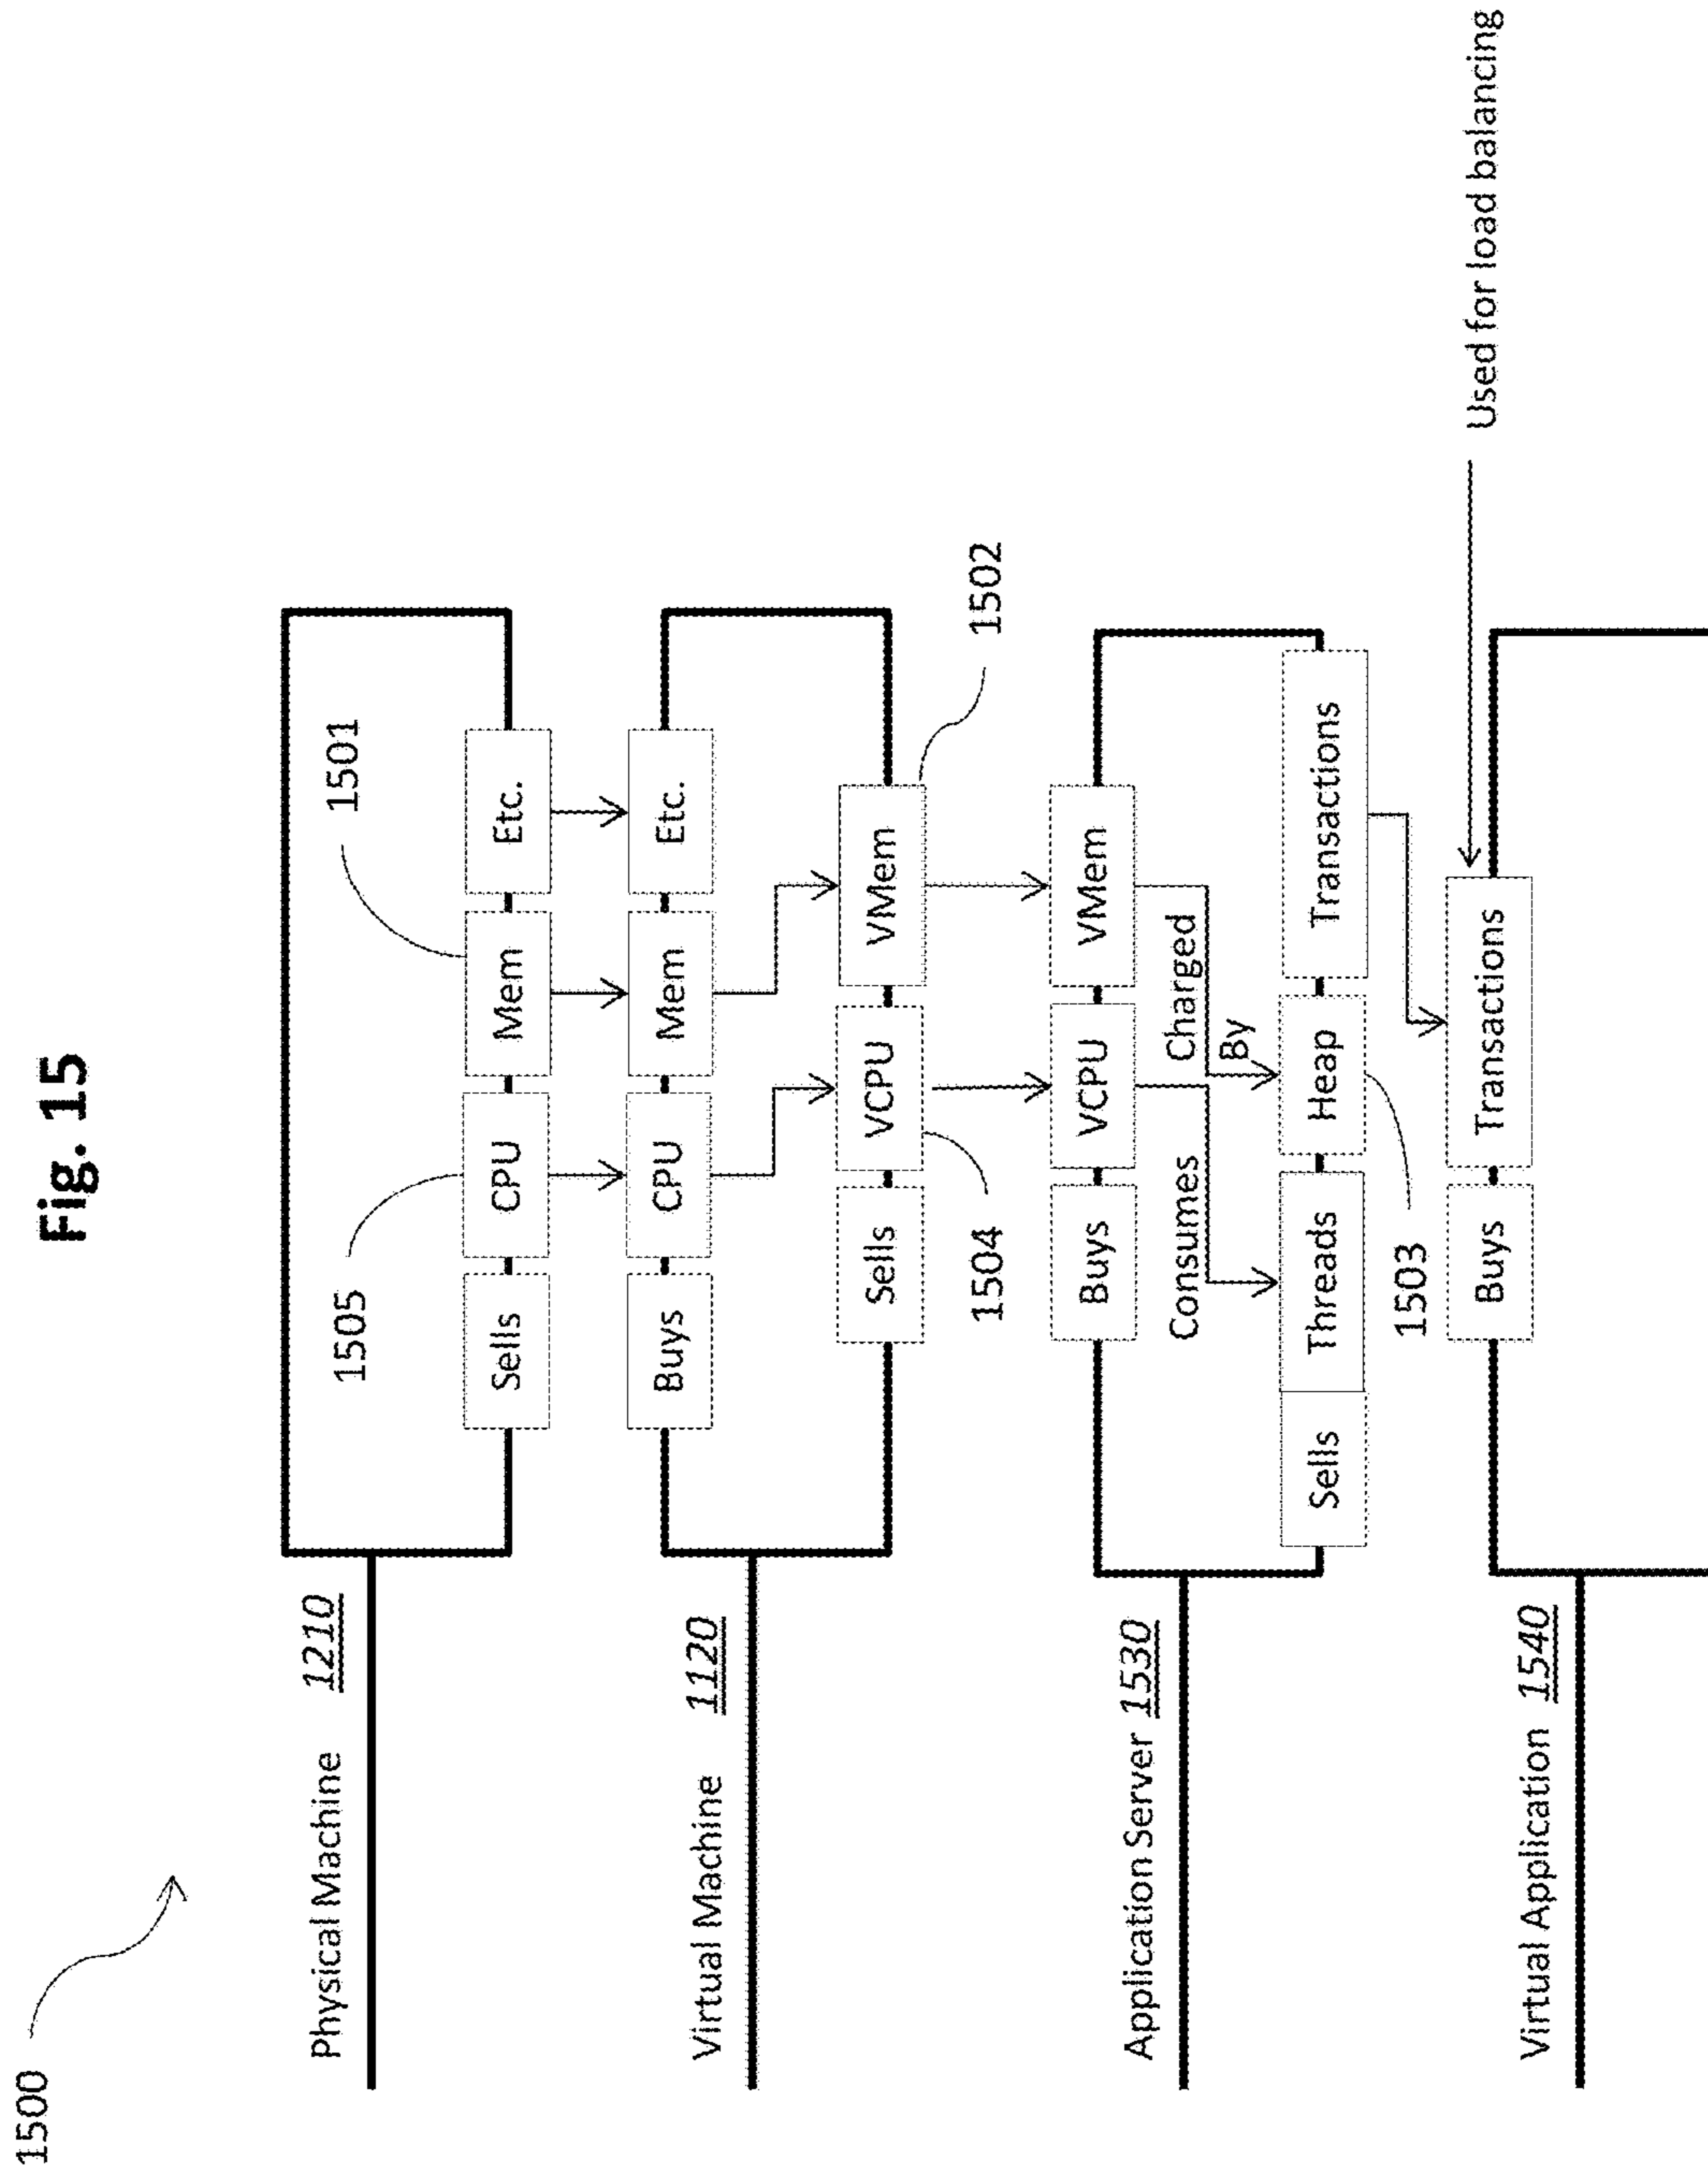 Fig. 15
1500
Physical Machine 1210
1505
1501
Sells CPU Mem Etc.
Virtual Machine 1120
Buys CPU Mem Etc.
Sells VCPU VMem
1504
1502
Application Server 1530
Buys VCPU VMem
Consumes
Charged
By
Sells Threads Heap Transactions
1503
Virtual Application 1540
Buys Transactions
Used for load balancing